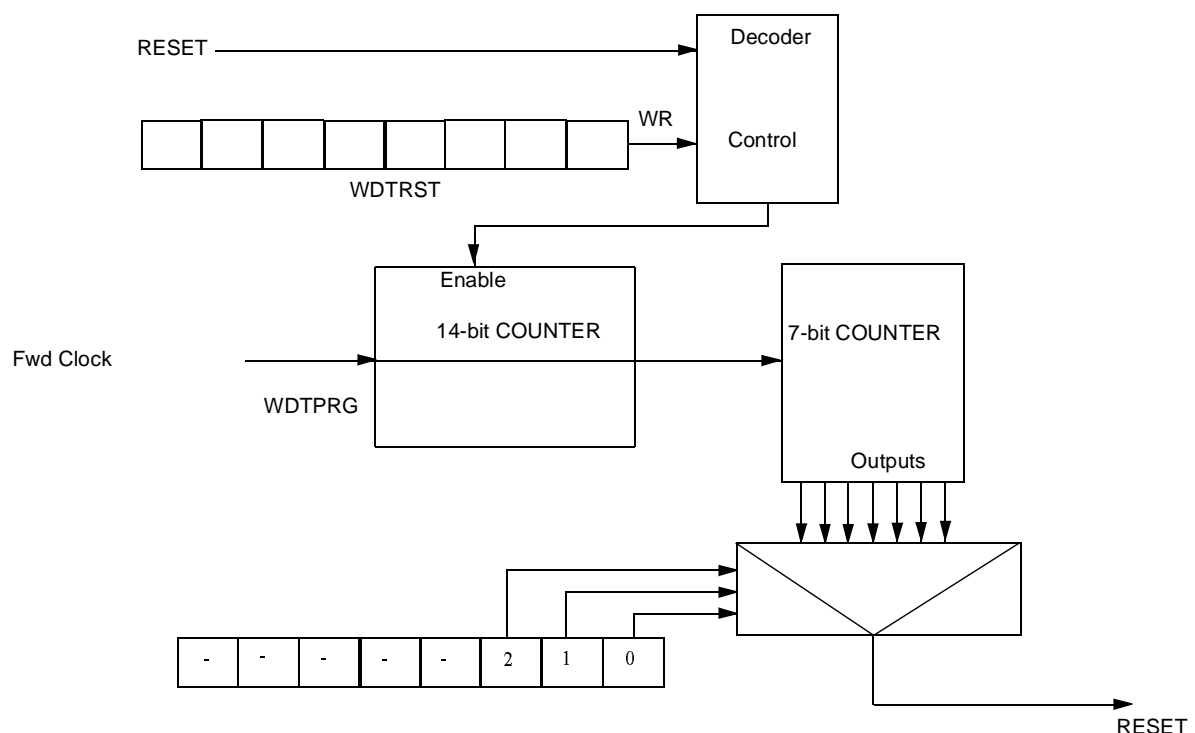 Decoder
RESET
WR
Control
WDTRST
Enable
14-bit COUNTER
7-bit COUNTER
Fwd Clock
WDTPRG
Outputs
- - - - - 2 1 0
RESET